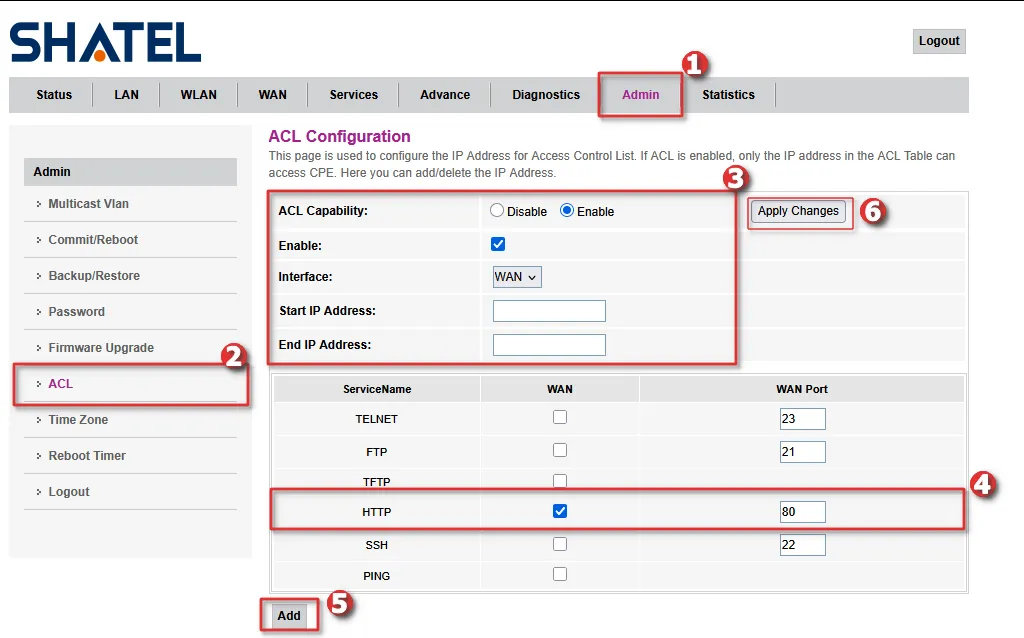 SHATEL
Logout
Status LAN WLAN WAN Services Advance Diagnostics Admin Statistics
1
Admin
Multicast Vlan
Commit/Reboot
Backup/Restore
Password
Firmware Upgrade
2
ACL
Time Zone
Reboot Timer
Logout
ACL Configuration
This page is used to configure the IP Address for Access Control List. If ACL is enabled, only the IP address in the ACL Table can
access CPE. Here you can add/delete the IP Address.
3
ACL Capability: Disable Enable Apply Changes 6
Enable:
Interface: WAN
Start IP Address:
End IP Address:
ServiceName WAN WAN Port
TELNET 23
FTP 21
TFTP
4
HTTP 80
SSH 22
PING
Add 5